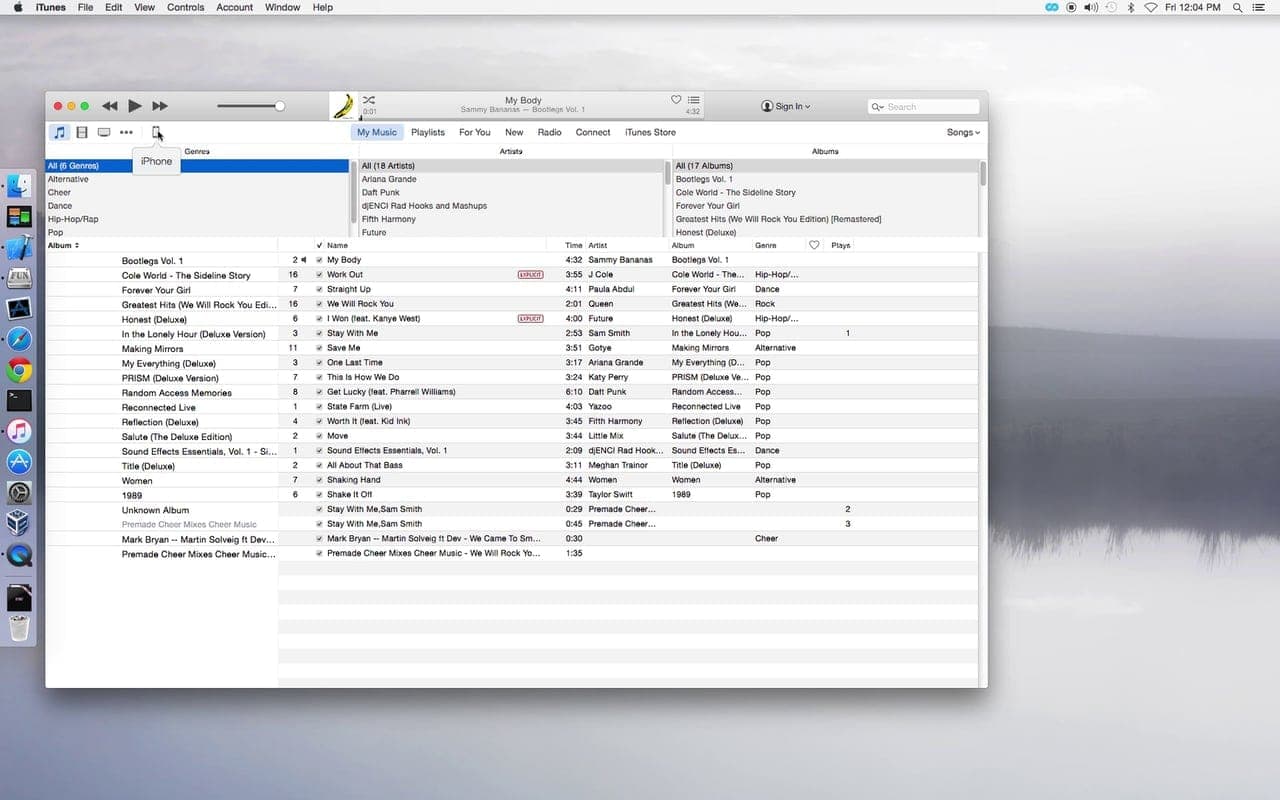 iTunes File Edit View Controls Account Window Help Fri 12:04 PM
My Body
Sammy Bananas — Bootlegs Vol. 1
0:01 4:32
Sign In
Search
My Music Playlists For You New Radio Connect iTunes Store Songs
iPhone
Genres Artists Albums
All (6 Genres) All (18 Artists) All (17 Albums)
Alternative Ariana Grande Bootlegs Vol. 1
Cheer Daft Punk Cole World - The Sideline Story
Dance djENCI Rad Hooks and Mashups Forever Your Girl
Hip-Hop/Rap Fifth Harmony Greatest Hits (We Will Rock You Edition) [Remastered]
Pop Future Honest (Deluxe)
Album Name Time Artist Album Genre Plays
Bootlegs Vol. 1 2 My Body 4:32 Sammy Bananas Bootlegs Vol. 1
Cole World - The Sideline Story 16 Work Out EXPLICIT 3:55 J Cole Cole World - The... Hip-Hop/...
Forever Your Girl 7 Straight Up 4:11 Paula Abdul Forever Your Girl Dance
Greatest Hits (We Will Rock You Edi... 16 We Will Rock You 2:01 Queen Greatest Hits (We... Rock
Honest (Deluxe) 6 I Won (feat. Kanye West) EXPLICIT 4:00 Future Honest (Deluxe) Hip-Hop/...
In the Lonely Hour (Deluxe Version) 3 Stay With Me 2:53 Sam Smith In the Lonely Hou... Pop 1
Making Mirrors 11 Save Me 3:51 Gotye Making Mirrors Alternative
My Everything (Deluxe) 3 One Last Time 3:17 Ariana Grande My Everything (D... Pop
PRISM (Deluxe Version) 7 This Is How We Do 3:24 Katy Perry PRISM (Deluxe Ve... Pop
Random Access Memories 8 Get Lucky (feat. Pharrell Williams) 6:10 Daft Punk Random Access... Pop
Reconnected Live 1 State Farm (Live) 4:03 Yazoo Reconnected Live Pop
Reflection (Deluxe) 4 Worth It (feat. Kid Ink) 3:45 Fifth Harmony Reflection (Deluxe) Pop
Salute (The Deluxe Edition) 2 Move 3:44 Little Mix Salute (The Delux... Pop
Sound Effects Essentials, Vol. 1 - Si... 1 Sound Effects Essentials, Vol. 1 2:09 djENCI Rad Hook... Sound Effects Es... Dance
Title (Deluxe) 2 All About That Bass 3:11 Meghan Trainor Title (Deluxe) Pop
Women 7 Shaking Hand 4:44 Women Women Alternative
1989 6 Shake It Off 3:39 Taylor Swift 1989 Pop
Unknown Album Stay With Me,Sam Smith 0:29 Premade Cheer... 2
Premade Cheer Mixes Cheer Music Stay With Me,Sam Smith 0:45 Premade Cheer... 3
Mark Bryan -- Martin Solveig ft Dev... Mark Bryan -- Martin Solveig ft Dev - We Came To Sm... 0:30 Cheer
Premade Cheer Mixes Cheer Music... Premade Cheer Mixes Cheer Music - We Will Rock Yo... 1:35